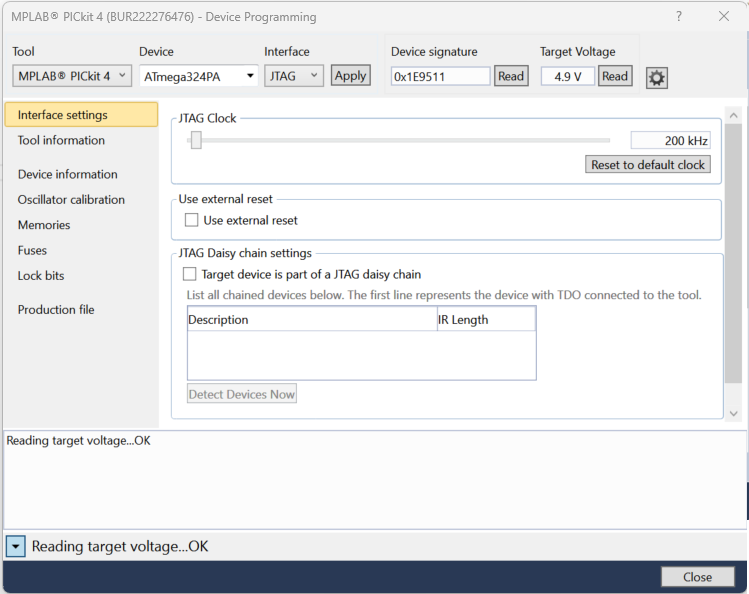 MPLAB® PICkit 4 (BUR222276476) - Device Programming
?
Tool Device Interface Device signature Target Voltage
MPLAB® PICkit 4 ATmega324PA JTAG Apply 0x1E9511 Read 4.9 V Read
Interface settings
Tool information
Device information
Oscillator calibration
Memories
Fuses
Lock bits
Production file
JTAG Clock
200 kHz
Reset to default clock
Use external reset
Use external reset
JTAG Daisy chain settings
Target device is part of a JTAG daisy chain
List all chained devices below. The first line represents the device with TDO connected to the tool.
Description IR Length
Detect Devices Now
Reading target voltage...OK
Reading target voltage...OK
Close